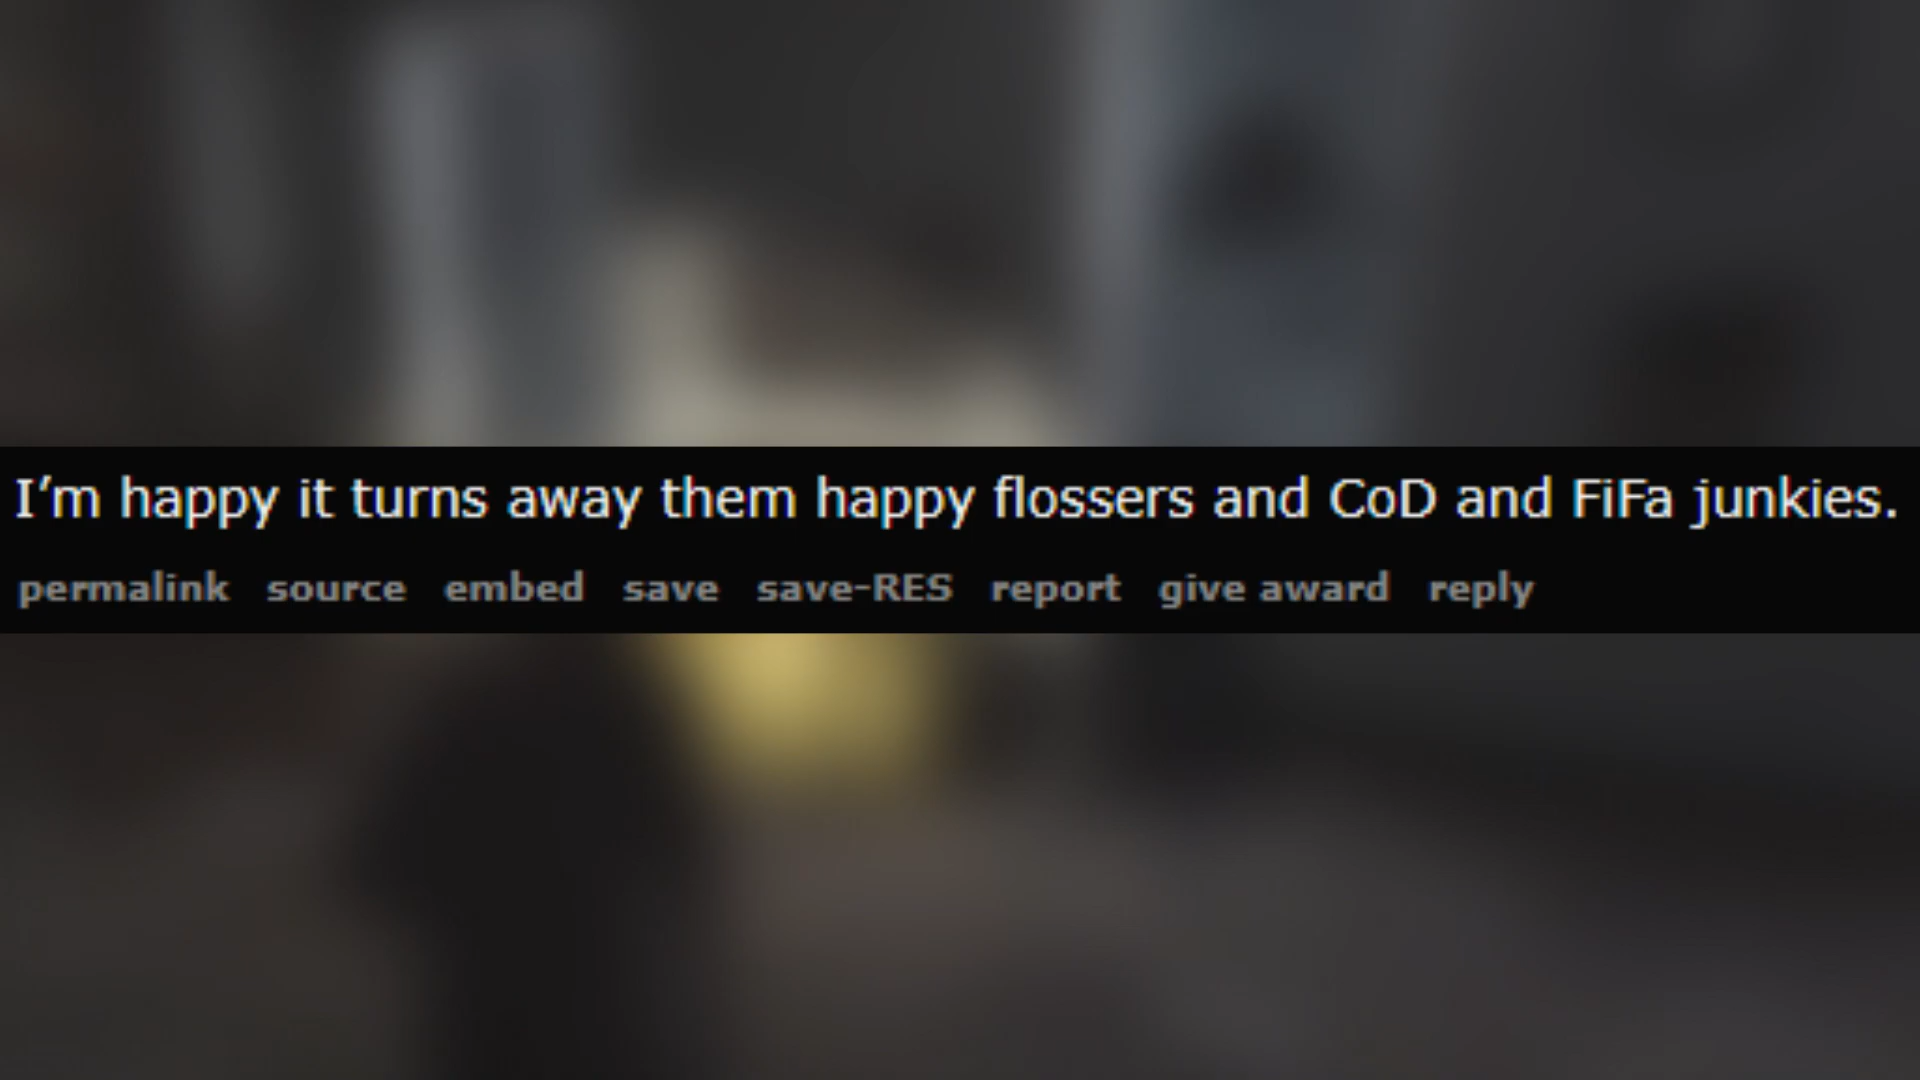 I’m happy it turns away them happy flossers and CoD and FiFa junkies.
permalink source embed save save-RES report give award reply